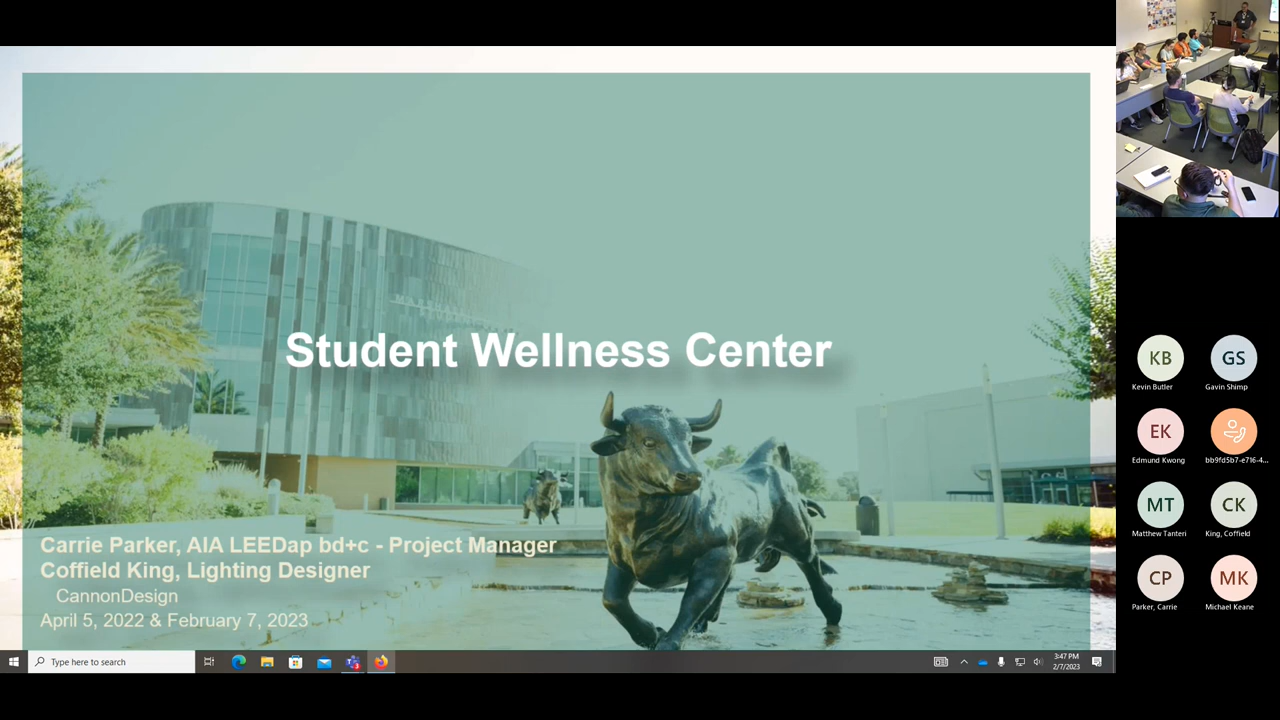 Student Wellness Center
Carrie Parker, AIA LEEDap bd+c - Project Manager
Coffield King, Lighting Designer
CannonDesign
April 5, 2022 & February 7, 2023
Type here to search
3:47 PM
2/7/2023
KB
Kevin Butler
GS
Gavin Shimp
EK
Edmund Kwong
bb9fd5b7-e716-4...
MT
Matthew Tanteri
CK
King, Coffield
CP
Parker, Carrie
MK
Michael Keane